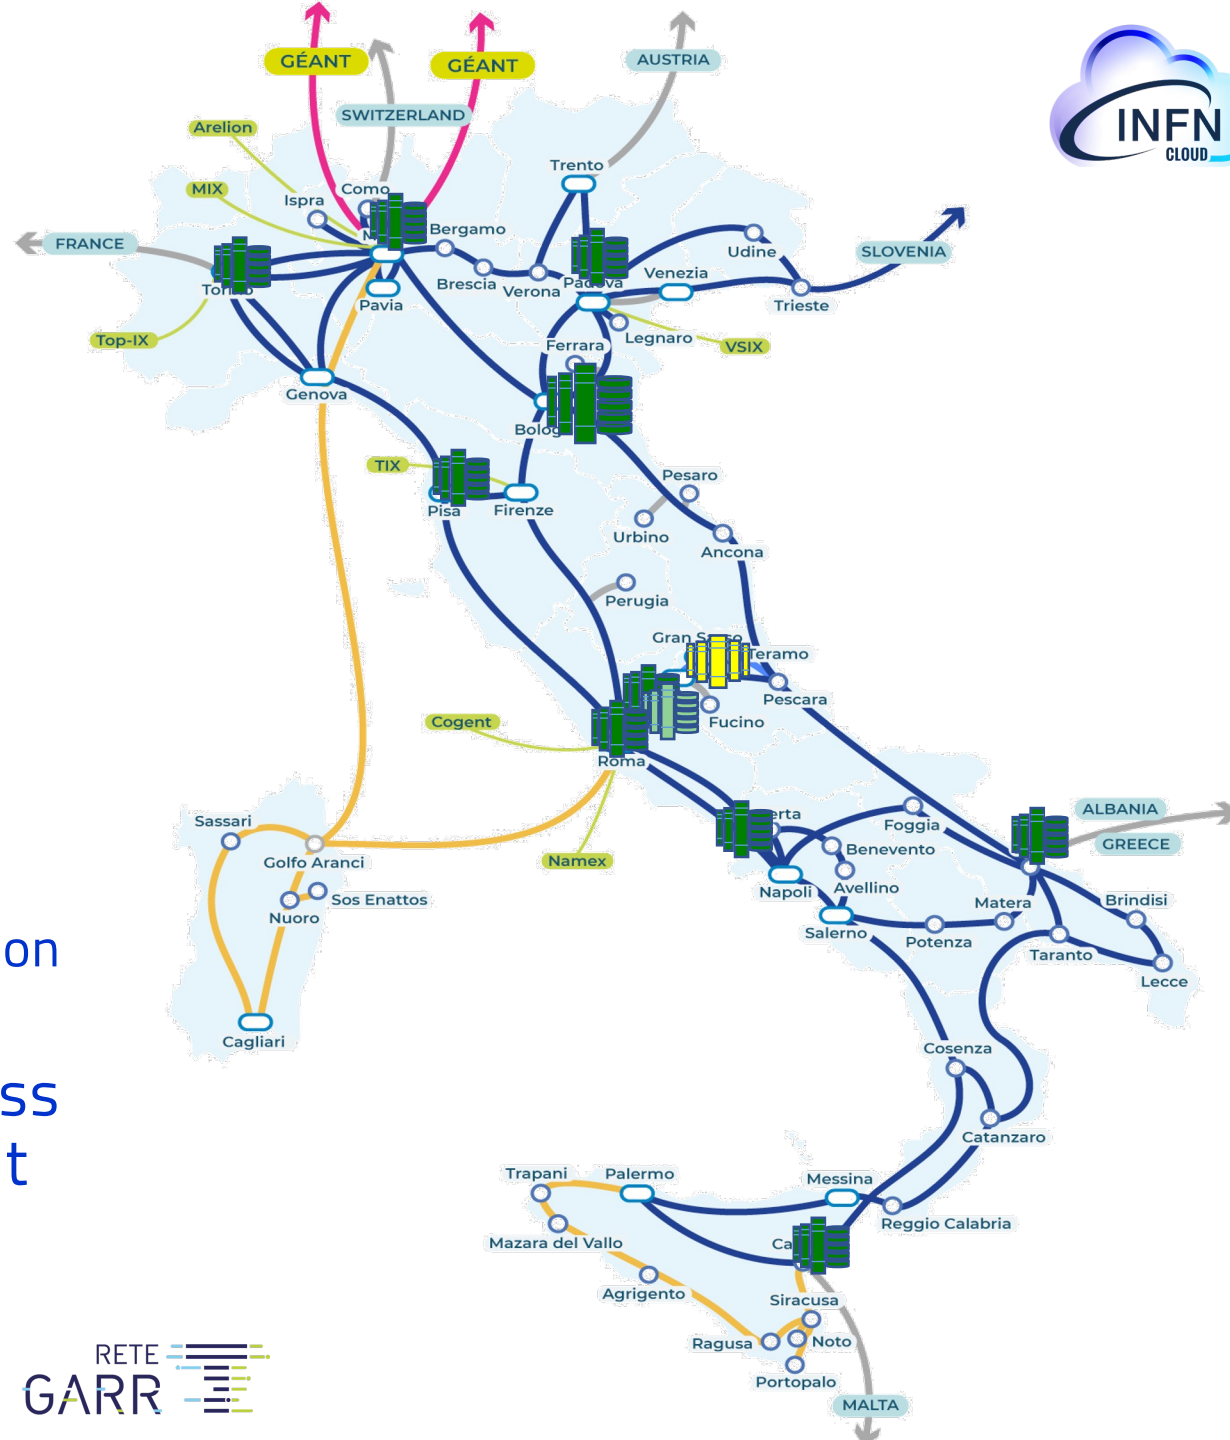 GÉANT
GÉANT
AUSTRIA
SWITZERLAND
INFN
CLOUD
Arelion
Trento
MIX
Como
Ispra
Bergamo
FRANCE
Udine
SLOVENIA
Brescia
Verona
Venezia
Pavia
Trieste
Top-IX
Legnaro
VSIX
Ferrara
Genova
TIX
Pesaro
Pisa
Firenze
Urbino
Ancona
Perugia
Teramo
Pescara
Fucino
Cogent
Roma
Sassari
Foggia
ALBANIA
GREECE
Golfo Aranci
Namex
Benevento
Sos Enattos
Nuoro
Napoli
Avellino
Matera
Brindisi
Salerno
Potenza
Taranto
on
Lecce
Cagliari
Cosenza
ss
Catanzaro
t
Trapani
Palermo
Messina
Reggio Calabria
Mazara del Vallo
Agrigento
Siracusa
Ragusa
Noto
Portopalo
MALTA
RETE
GARR